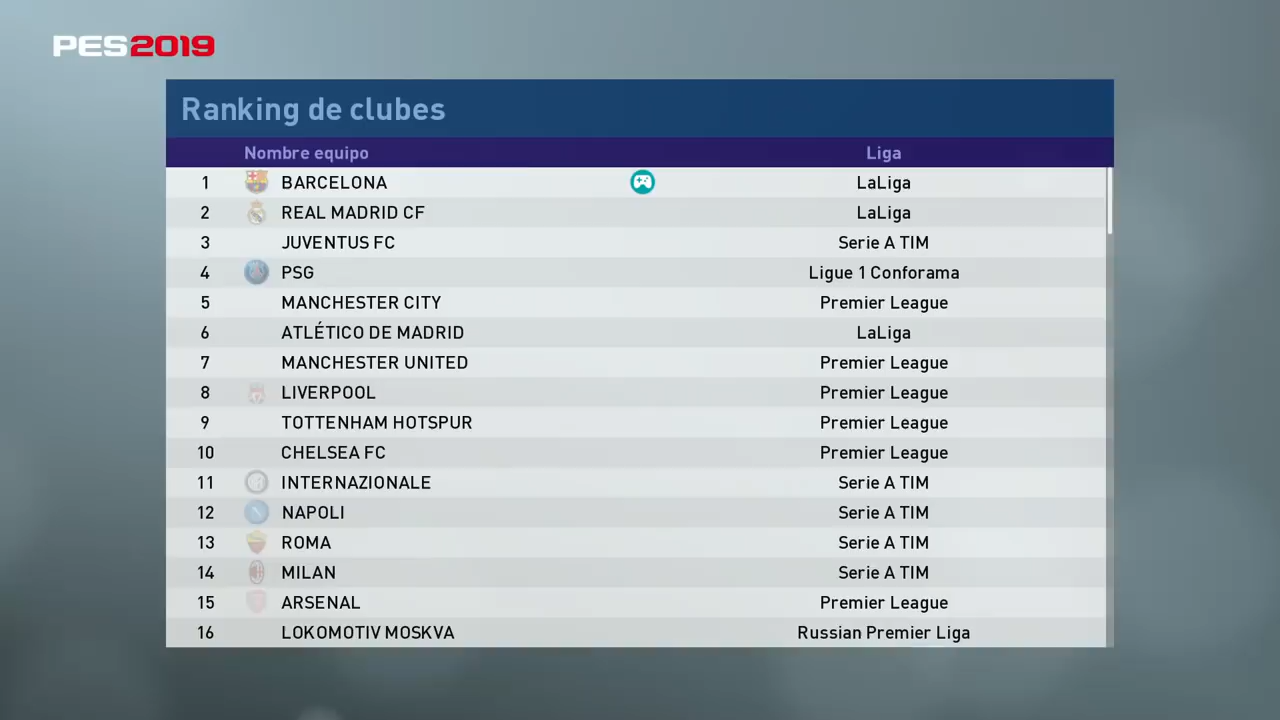 PES2019
Ranking de clubes
Nombre equipo Liga
1 BARCELONA LaLiga
2 REAL MADRID CF LaLiga
3 JUVENTUS FC Serie A TIM
4 PSG Ligue 1 Conforama
5 MANCHESTER CITY Premier League
6 ATLÉTICO DE MADRID LaLiga
7 MANCHESTER UNITED Premier League
8 LIVERPOOL Premier League
9 TOTTENHAM HOTSPUR Premier League
10 CHELSEA FC Premier League
11 INTERNAZIONALE Serie A TIM
12 NAPOLI Serie A TIM
13 ROMA Serie A TIM
14 MILAN Serie A TIM
15 ARSENAL Premier League
16 LOKOMOTIV MOSKVA Russian Premier Liga